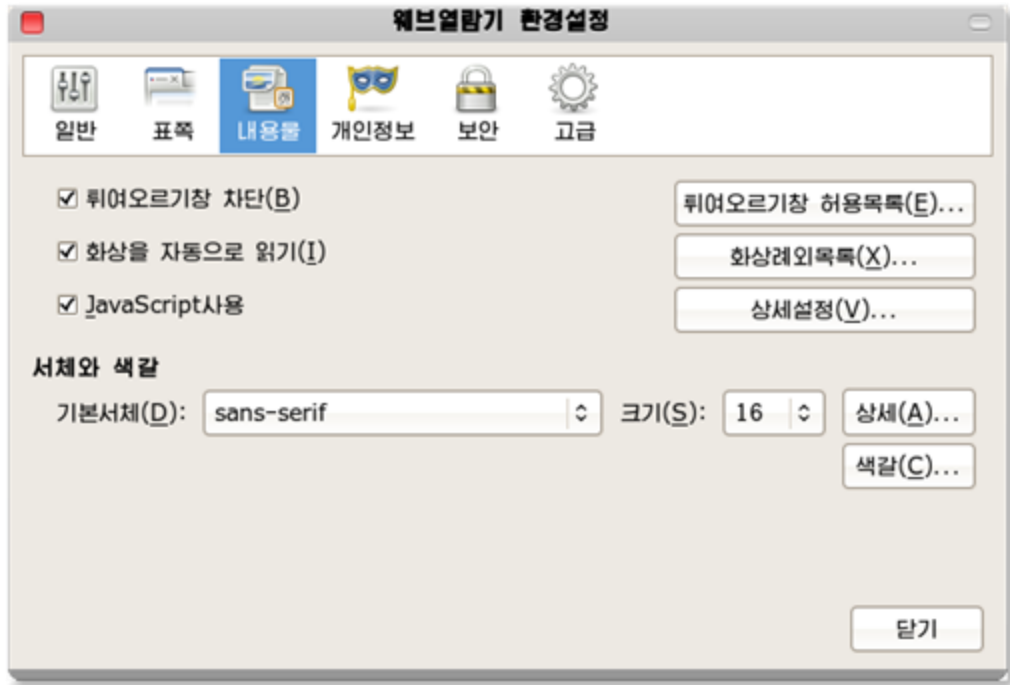 웨브열람기 환경설정
일반 표쪽 내용물 개인정보 보안 고급
튀여오르기창 차단(B) 튀여오르기창 허용목록(E)...
화상을 자동으로 읽기(I) 화상례외목록(X)...
JavaScript사용 상세설정(V)...
서체와 색갈
기본서체(D): sans-serif 크기(S): 16 상세(A)...
색갈(C)...
닫기